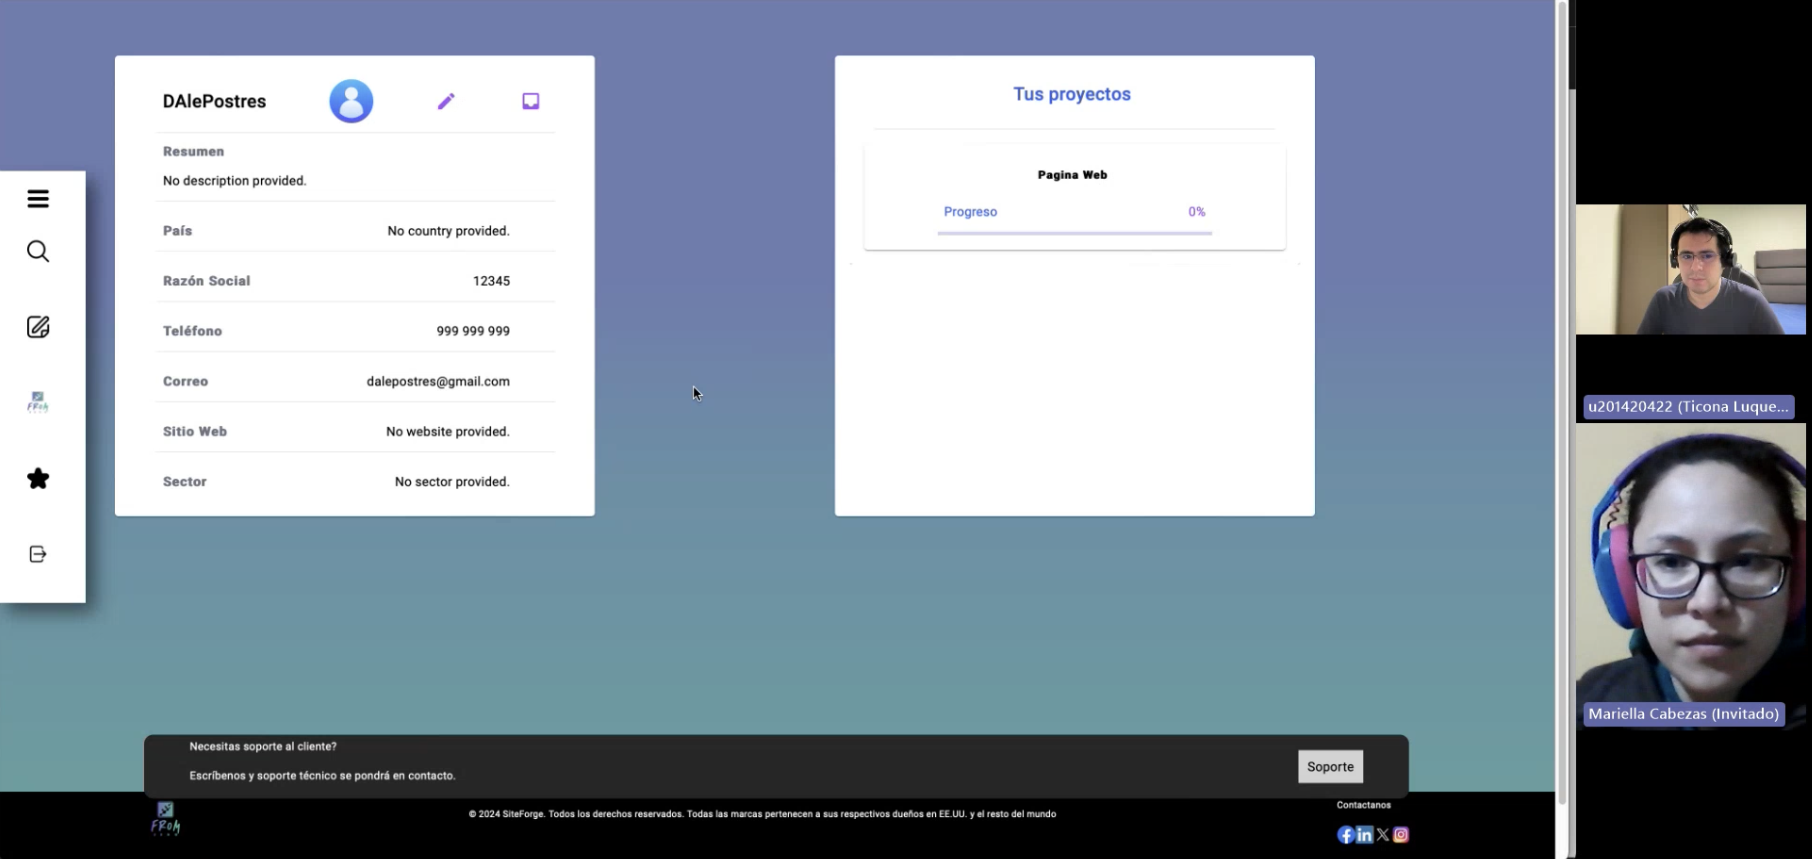 DAlePostres
Resumen
No description provided.
País No country provided.
Razón Social 12345
Teléfono 999 999 999
Correo dalepostres@gmail.com
Sitio Web No website provided.
Sector No sector provided.
Tus proyectos
Pagina Web
Progreso 0%
FROM
Necesitas soporte al cliente?
Escríbenos y soporte técnico se pondrá en contacto.
Soporte
FROM
© 2024 SiteForge. Todos los derechos reservados. Todas las marcas pertenecen a sus respectivos dueños en EE.UU. y el resto del mundo
Contactanos
u201420422 (Ticona Luque...
Mariella Cabezas (Invitado)